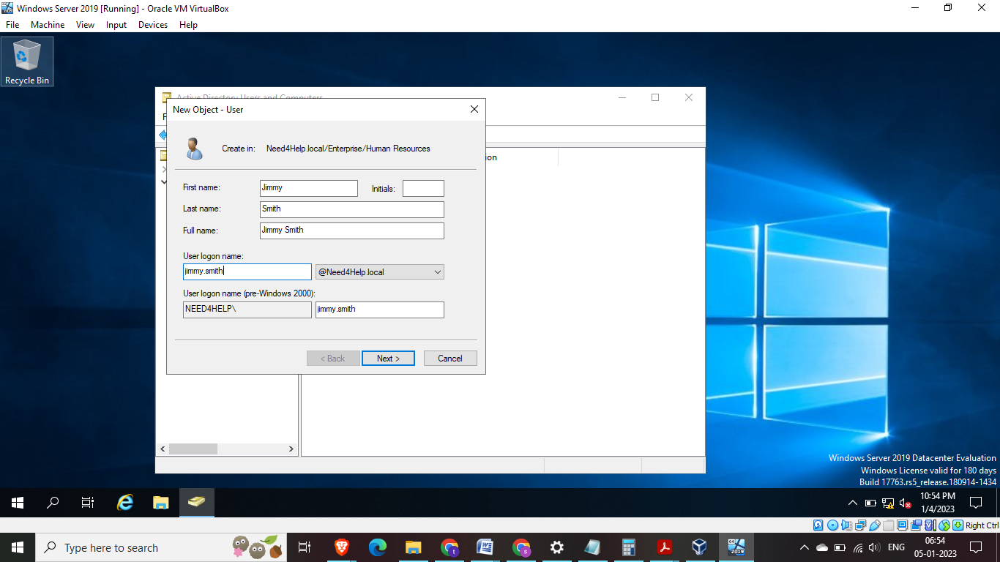 Windows Server 2019 [Running] - Oracle VM VirtualBox
File Machine View Input Devices Help
Recycle Bin
Active Directory Users and Computers
New Object - User
Create in: Need4Help.local/Enterprise/Human Resources
ion
First name: Jimmy Initials:
Last name: Smith
Full name: Jimmy Smith
User logon name:
jimmy.smith @Need4Help.local
User logon name (pre-Windows 2000):
NEED4HELP\ jimmy.smith
< Back Next > Cancel
Windows Server 2019 Datacenter Evaluation
Windows License valid for 180 days
Build 17763.rs5_release.180914-1434
10:54 PM
1/4/2023
Right Ctrl
Type here to search
2019
ENG
06:54
05-01-2023